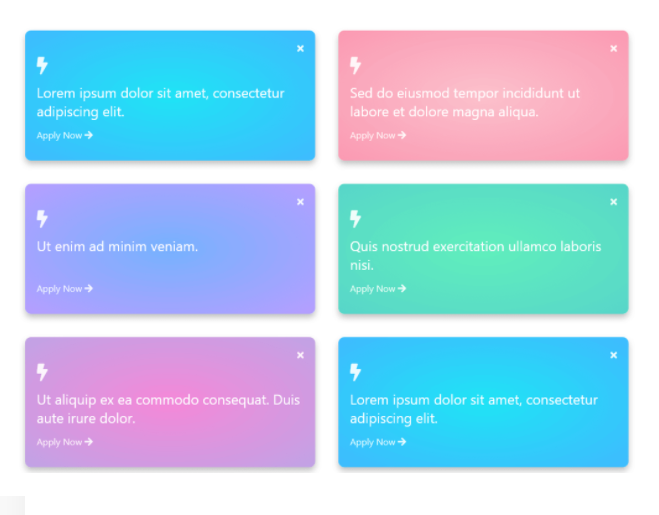 Lorem ipsum dolor sit amet, consectetur
adipiscing elit.
Apply Now
Sed do eiusmod tempor incididunt ut
labore et dolore magna aliqua.
Apply Now
Ut enim ad minim veniam.
Apply Now
Quis nostrud exercitation ullamco laboris
nisi.
Apply Now
Ut aliquip ex ea commodo consequat. Duis
aute irure dolor.
Apply Now
Lorem ipsum dolor sit amet, consectetur
adipiscing elit.
Apply Now